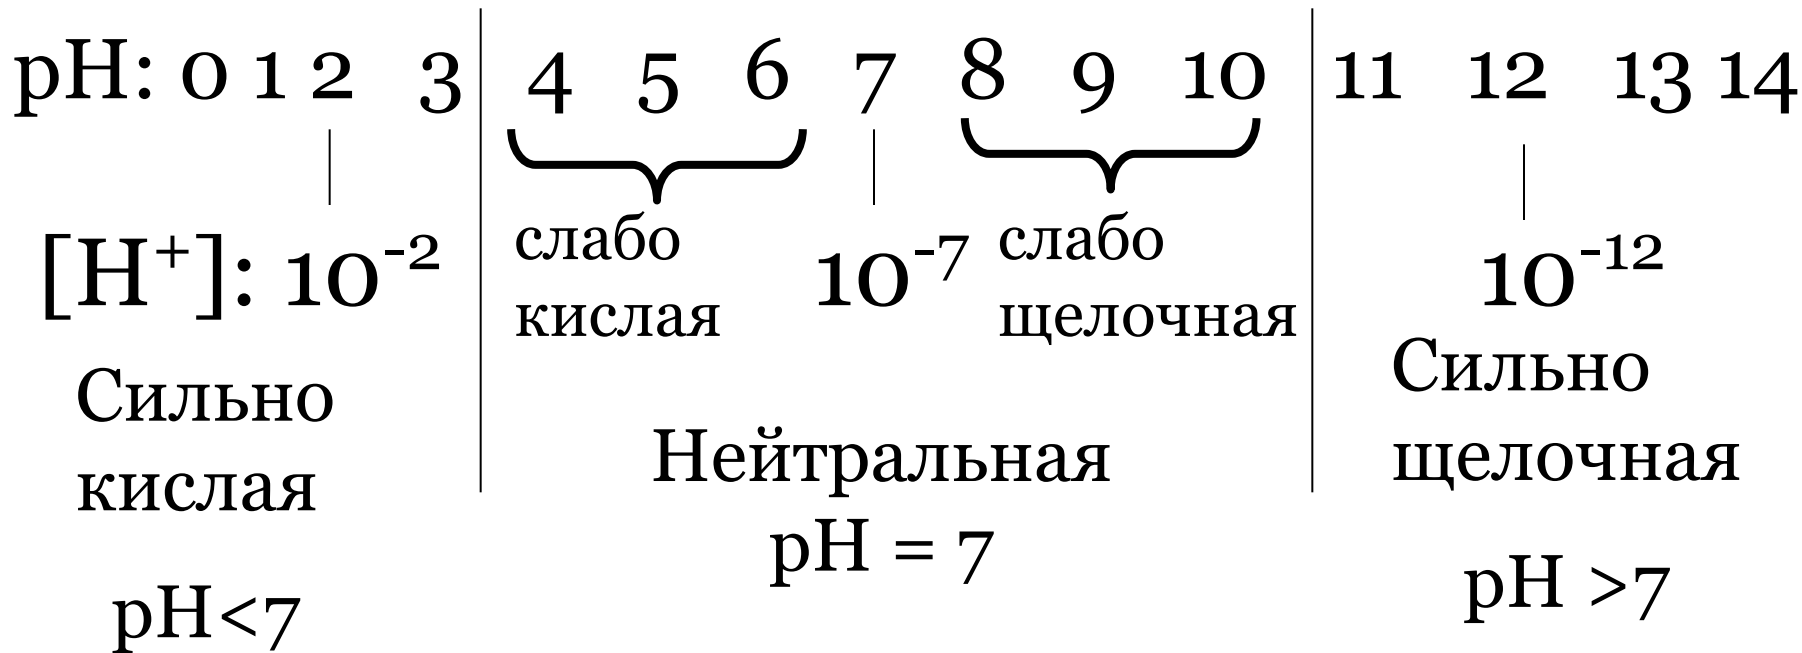 pH: 0 1 2 3 4 5 6 7 8 9 10 11 12 13 14
[H⁺]: 10⁻² слабо кислая 10⁻⁷ слабо щелочная 10⁻¹²
Сильно
кислая
pH<7
Нейтральная
pH = 7
Сильно
щелочная
pH >7